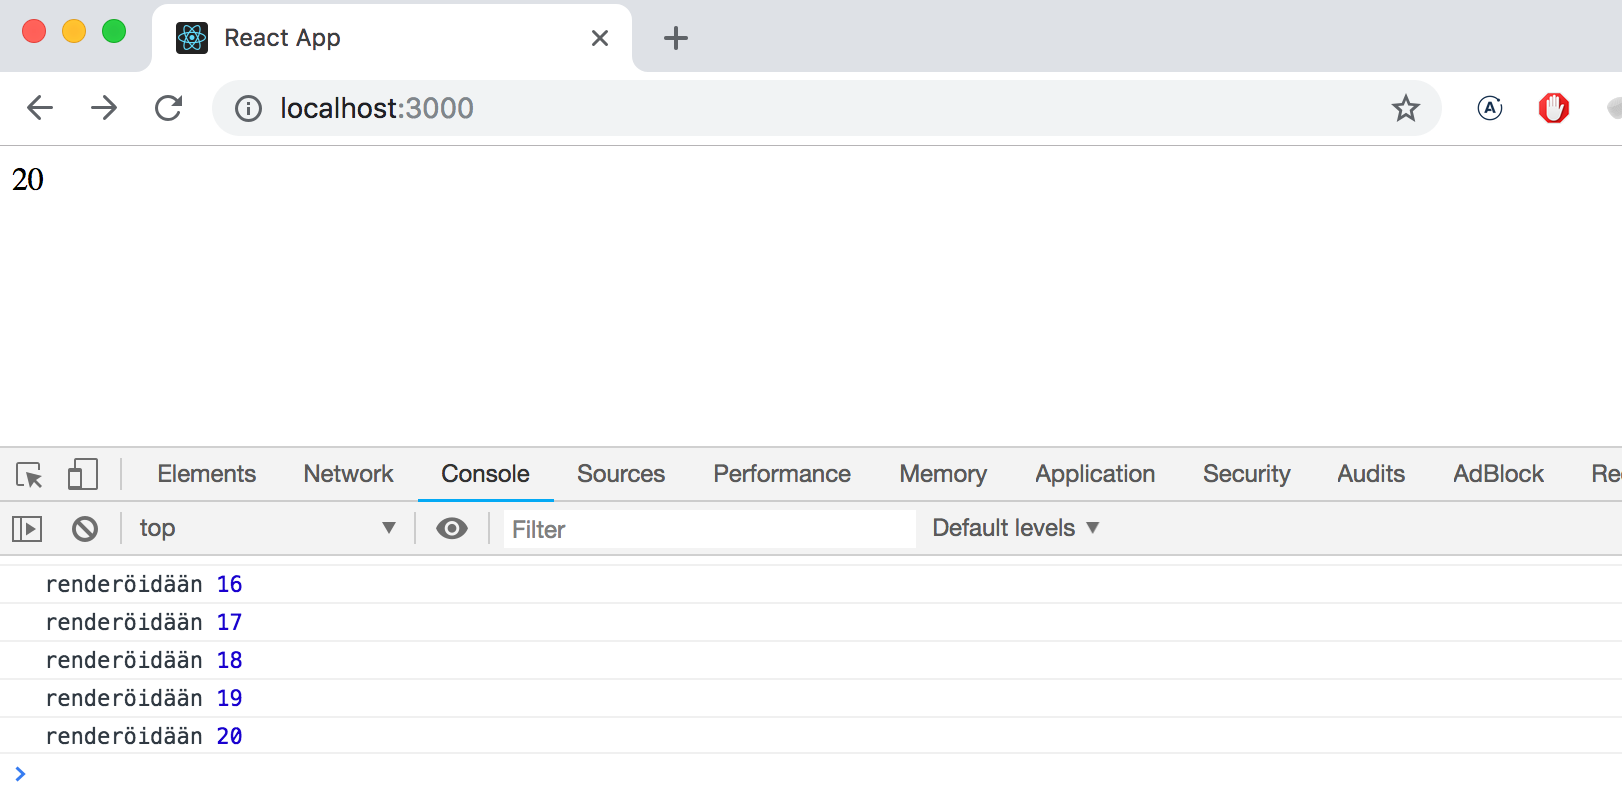 React App
localhost:3000
20
Elements Network Console Sources Performance Memory Application Security Audits AdBlock
top Filter Default levels
renderöidään 16
renderöidään 17
renderöidään 18
renderöidään 19
renderöidään 20